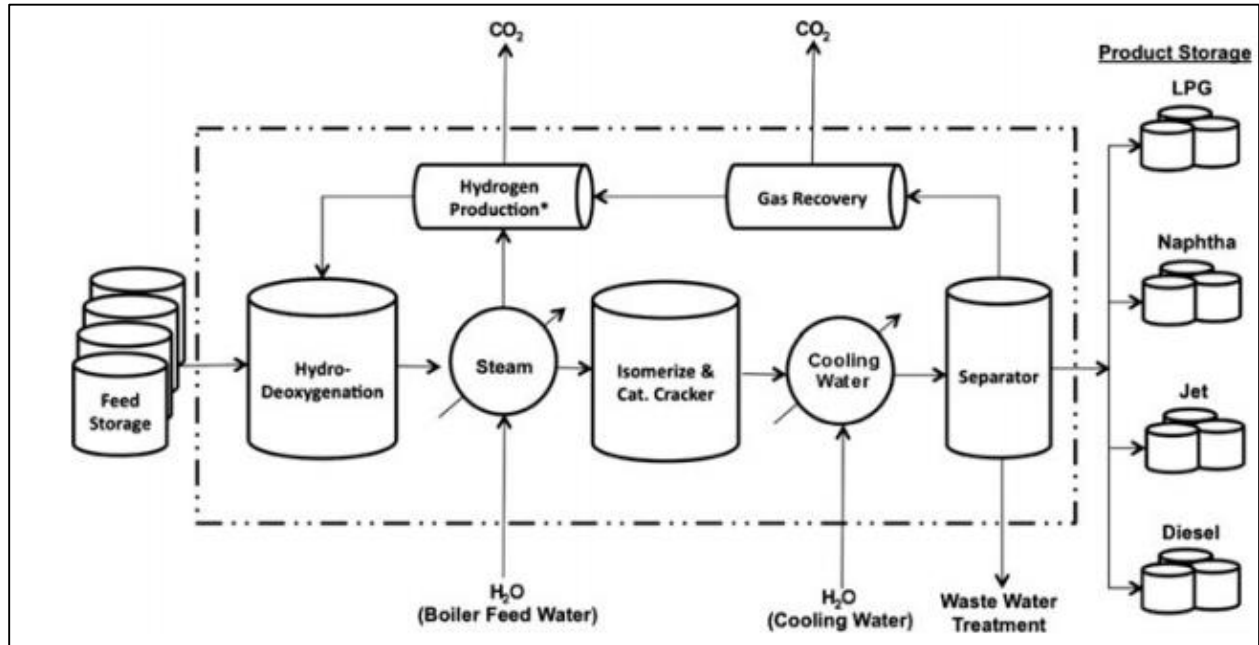 CO₂
CO₂
Product Storage
LPG
Hydrogen
Production*
Gas Recovery
Naphtha
Feed
Storage
Hydro-
Deoxygenation
Steam
Isomerize &
Cat. Cracker
Cooling
Water
Separator
Jet
Diesel
H₂O
(Boiler Feed Water)
H₂O
(Cooling Water)
Waste Water
Treatment